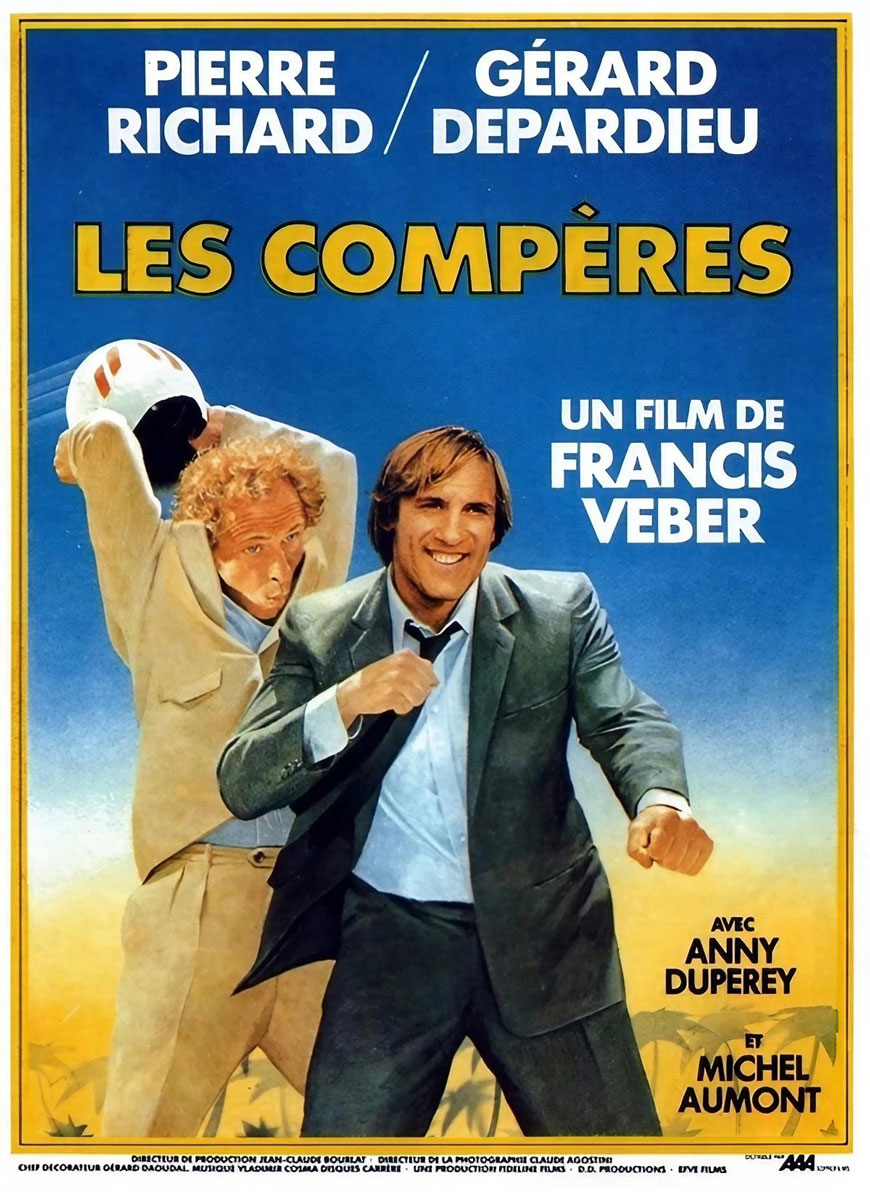 PIERRE / GÉRARD
RICHARD / DEPARDIEU
LES COMPÈRES
UN FILM DE
FRANCIS
VEBER
AVEC
ANNY
DUPEREY
ET
MICHEL
AUMONT
DIRECTEUR DE PRODUCTION JEAN-CLAUDE BOURLAT · DIRECTEUR DE LA PHOTOGRAPHIE CLAUDE AGOSTINI
CHEF DÉCORATEUR GÉRARD DAOUDAL. MUSIQUE VLADIMIR COSMA DISQUES CARRÈRE · UNE PRODUCTION FIDELINE FILMS · D.D. PRODUCTIONS · EFVE FILMS
AAA